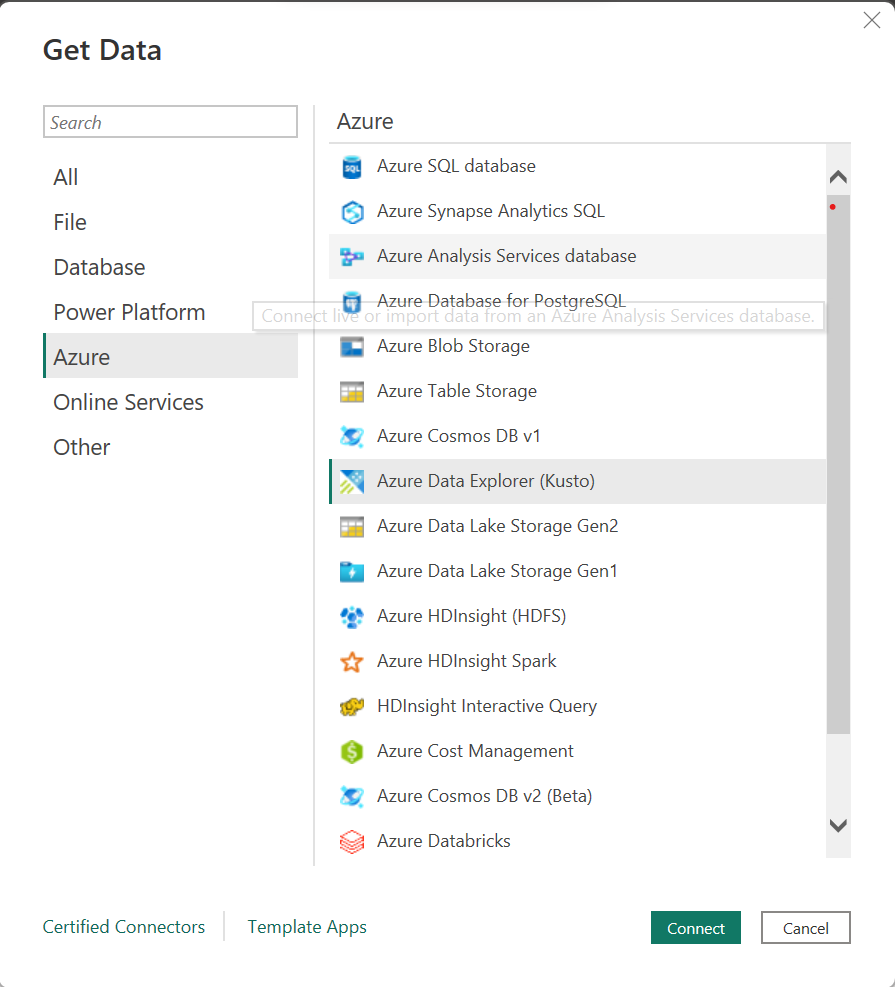 Get Data
Search
All
File
Database
Power Platform
Azure
Online Services
Other
Azure
SQL
Azure SQL database
Azure Synapse Analytics SQL
Azure Analysis Services database
Azure Database for PostgreSQL
Connect live or import data from an Azure Analysis Services database.
Azure Blob Storage
Azure Table Storage
Azure Cosmos DB v1
Azure Data Explorer (Kusto)
Azure Data Lake Storage Gen2
Azure Data Lake Storage Gen1
Azure HDInsight (HDFS)
Azure HDInsight Spark
HDInsight Interactive Query
Azure Cost Management
Azure Cosmos DB v2 (Beta)
Azure Databricks
Certified Connectors
Template Apps
Connect
Cancel